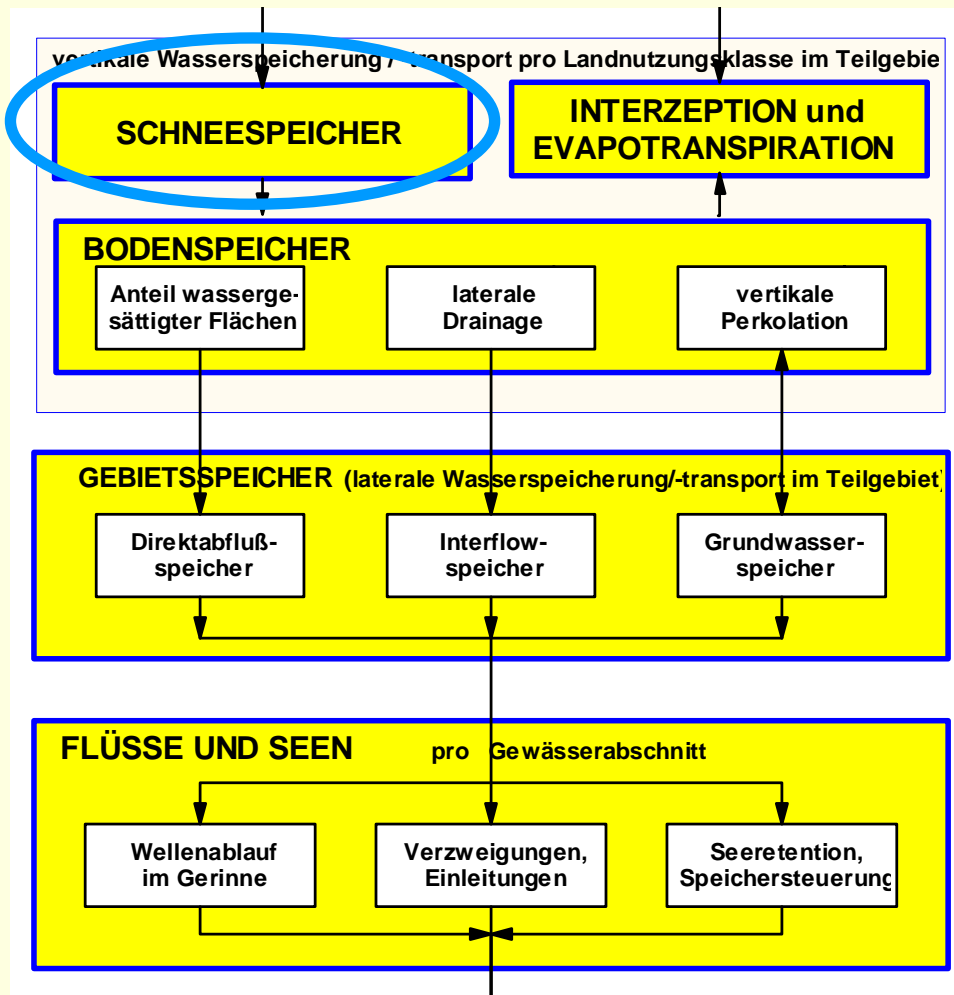 vertikale Wasserspeicherung / -transport pro Landnutzungsklasse im Teilgebie
SCHNEESPEICHER
INTERZEPTION und
EVAPOTRANSPIRATION
BODENSPEICHER
Anteil wasserge-
sättigter Flächen
laterale
Drainage
vertikale
Perkolation
GEBIETSSPEICHER (laterale Wasserspeicherung/-transport im Teilgebiet)
Direktabfluß-
speicher
Interflow-
speicher
Grundwasser-
speicher
FLÜSSE UND SEEN pro Gewässerabschnitt
Wellenablauf
im Gerinne
Verzweigungen,
Einleitungen
Seeretention,
Speichersteuerung